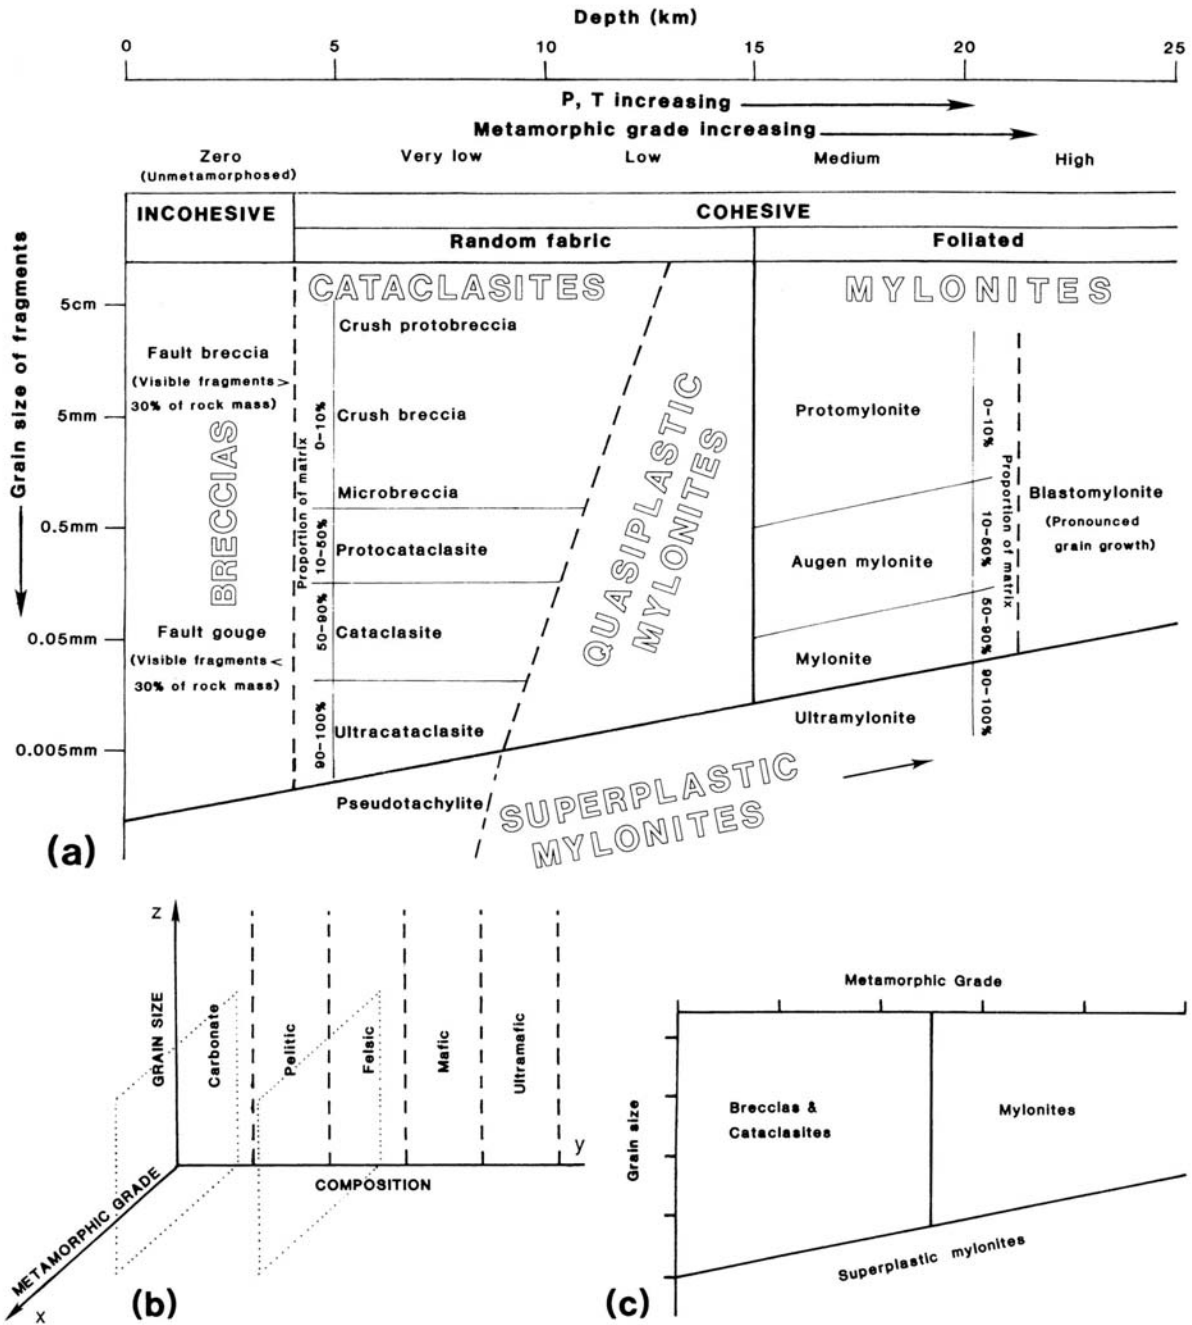 Depth (km)
0 5 10 15 20 25
P, T increasing
Metamorphic grade increasing
Zero Very low Low Medium High
(Unmetamorphosed)
INCOHESIVE COHESIVE
Random fabric Foliated
Grain size of fragments
5cm
5mm
0.5mm
0.05mm
0.005mm
Fault breccia
(Visible fragments >
30% of rock mass)
BRECCIAS
Fault gouge
(Visible fragments <
30% of rock mass)
Proportion of matrix
0-10%
10-50%
50-90%
90-100%
CATACLASITES
Crush protobreccia
Crush breccia
Microbreccia
Protocataclasite
Cataclasite
Ultracataclasite
Pseudotachylite
QUASIPLASTIC
MYLONITES
MYLONITES
Protomylonite
Augen mylonite
Mylonite
Ultramylonite
0-10%
10-50%
50-90%
90-100%
Proportion of matrix
Blastomylonite
(Pronounced
grain growth)
SUPERPLASTIC
MYLONITES
(a)
Z
GRAIN SIZE
Carbonate
Pelitic
Felsic
Mafic
Ultramafic
y
COMPOSITION
METAMORPHIC GRADE
X
(b)
Metamorphic Grade
Grain size
Breccias &
Cataclasites
Mylonites
Superplastic mylonites
(c)